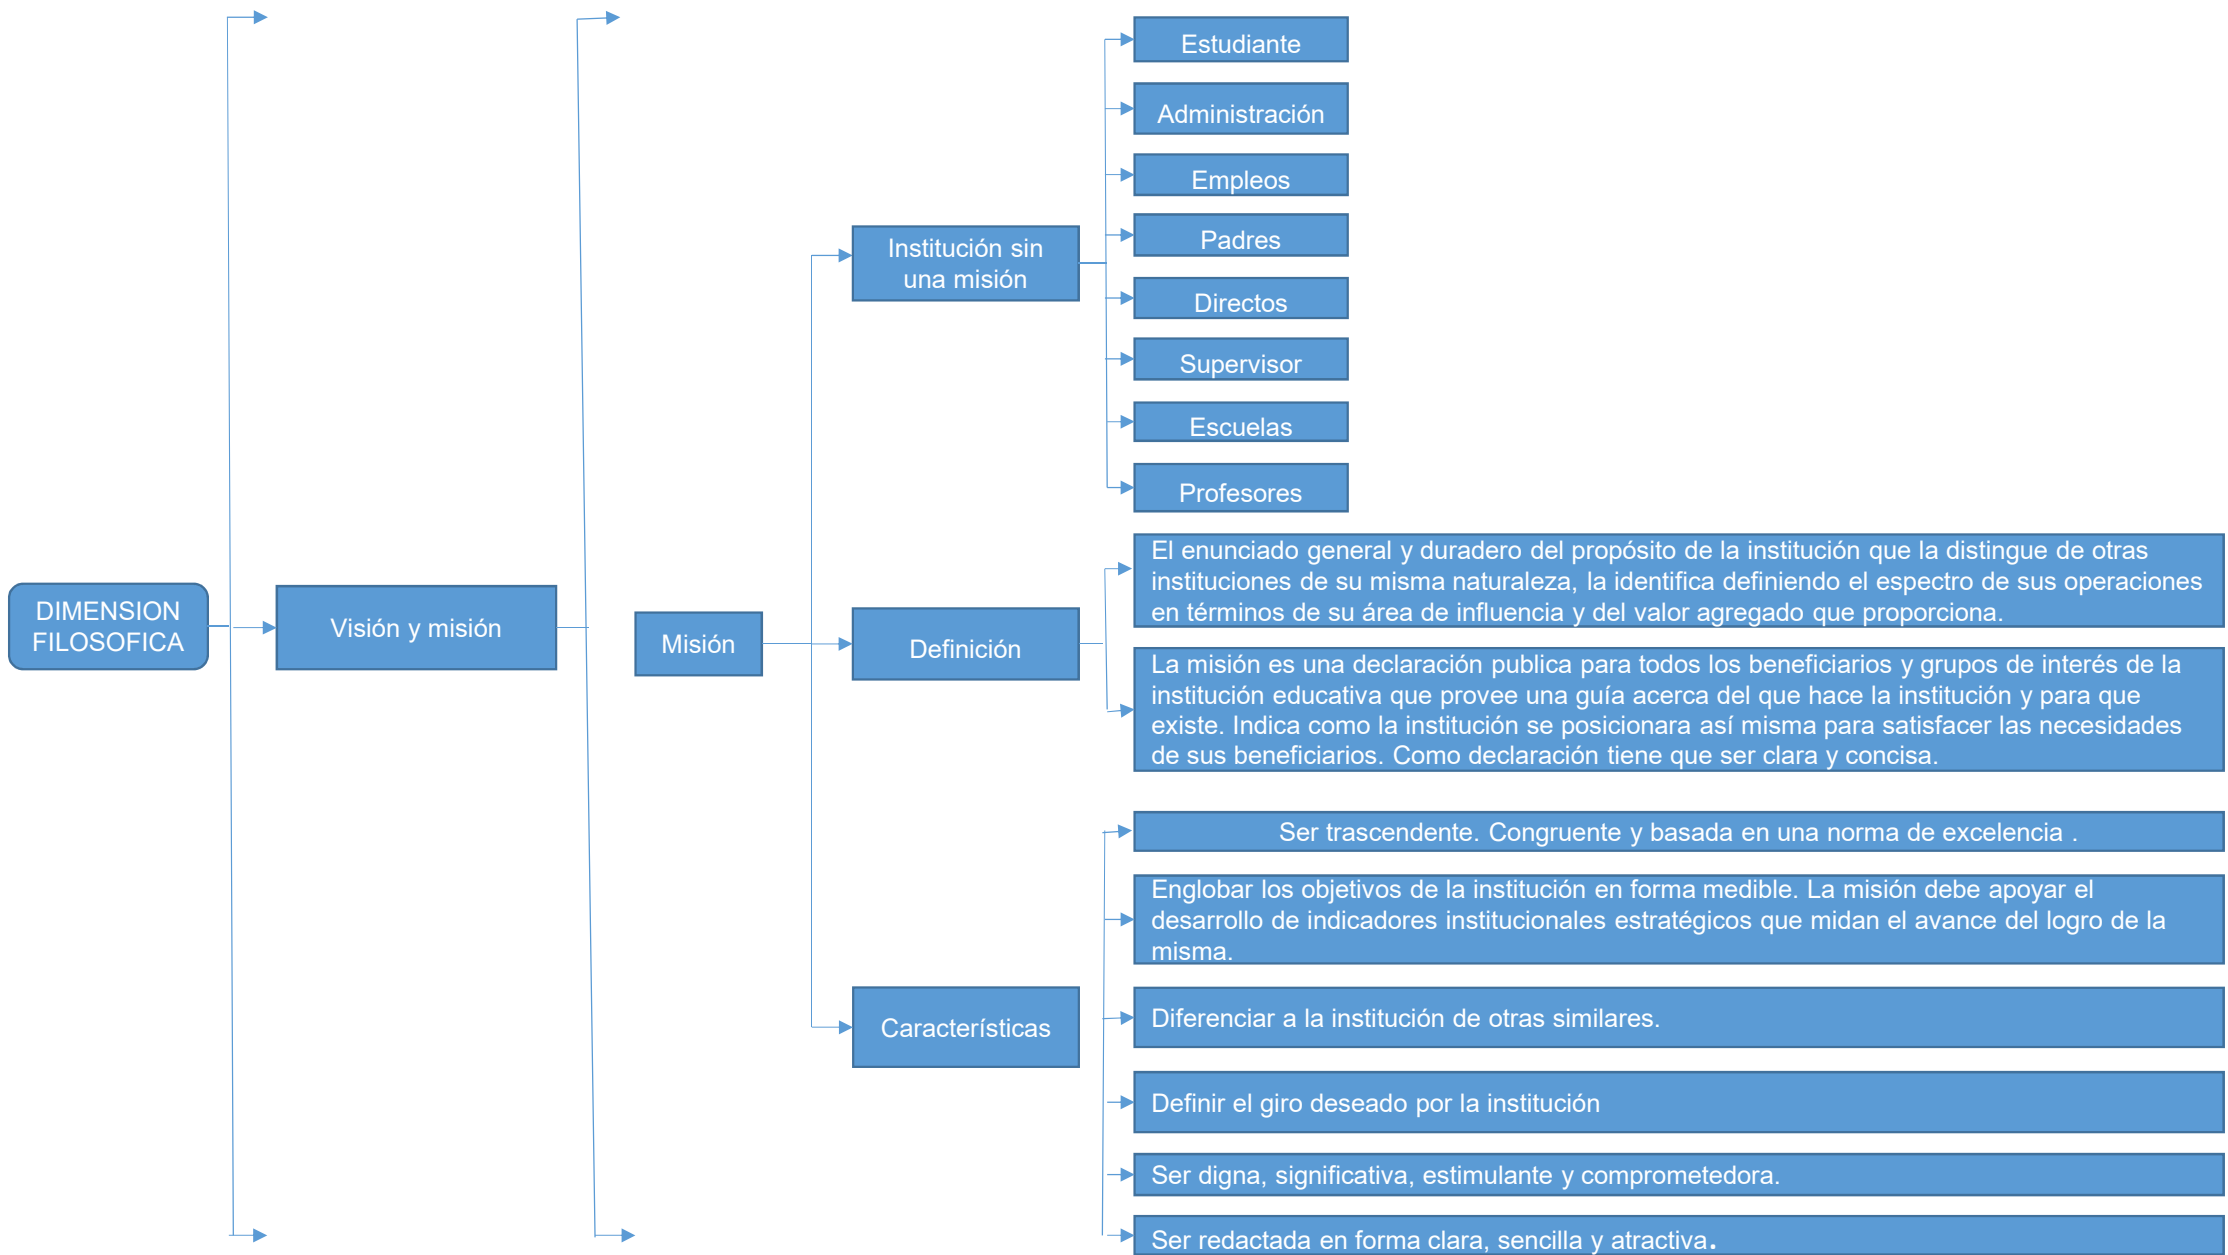 DIMENSION
FILOSOFICA
Visión y misión
Misión
Institución sin
una misión
Estudiante
Administración
Empleos
Padres
Directos
Supervisor
Escuelas
Profesores
Definición
El enunciado general y duradero del propósito de la institución que la distingue de otras
instituciones de su misma naturaleza, la identifica definiendo el espectro de sus operaciones
en términos de su área de influencia y del valor agregado que proporciona.
La misión es una declaración publica para todos los beneficiarios y grupos de interés de la
institución educativa que provee una guía acerca del que hace la institución y para que
existe. Indica como la institución se posicionara así misma para satisfacer las necesidades
de sus beneficiarios. Como declaración tiene que ser clara y concisa.
Características
Ser trascendente. Congruente y basada en una norma de excelencia .
Englobar los objetivos de la institución en forma medible. La misión debe apoyar el
desarrollo de indicadores institucionales estratégicos que midan el avance del logro de la
misma.
Diferenciar a la institución de otras similares.
Definir el giro deseado por la institución
Ser digna, significativa, estimulante y comprometedora.
Ser redactada en forma clara, sencilla y atractiva.